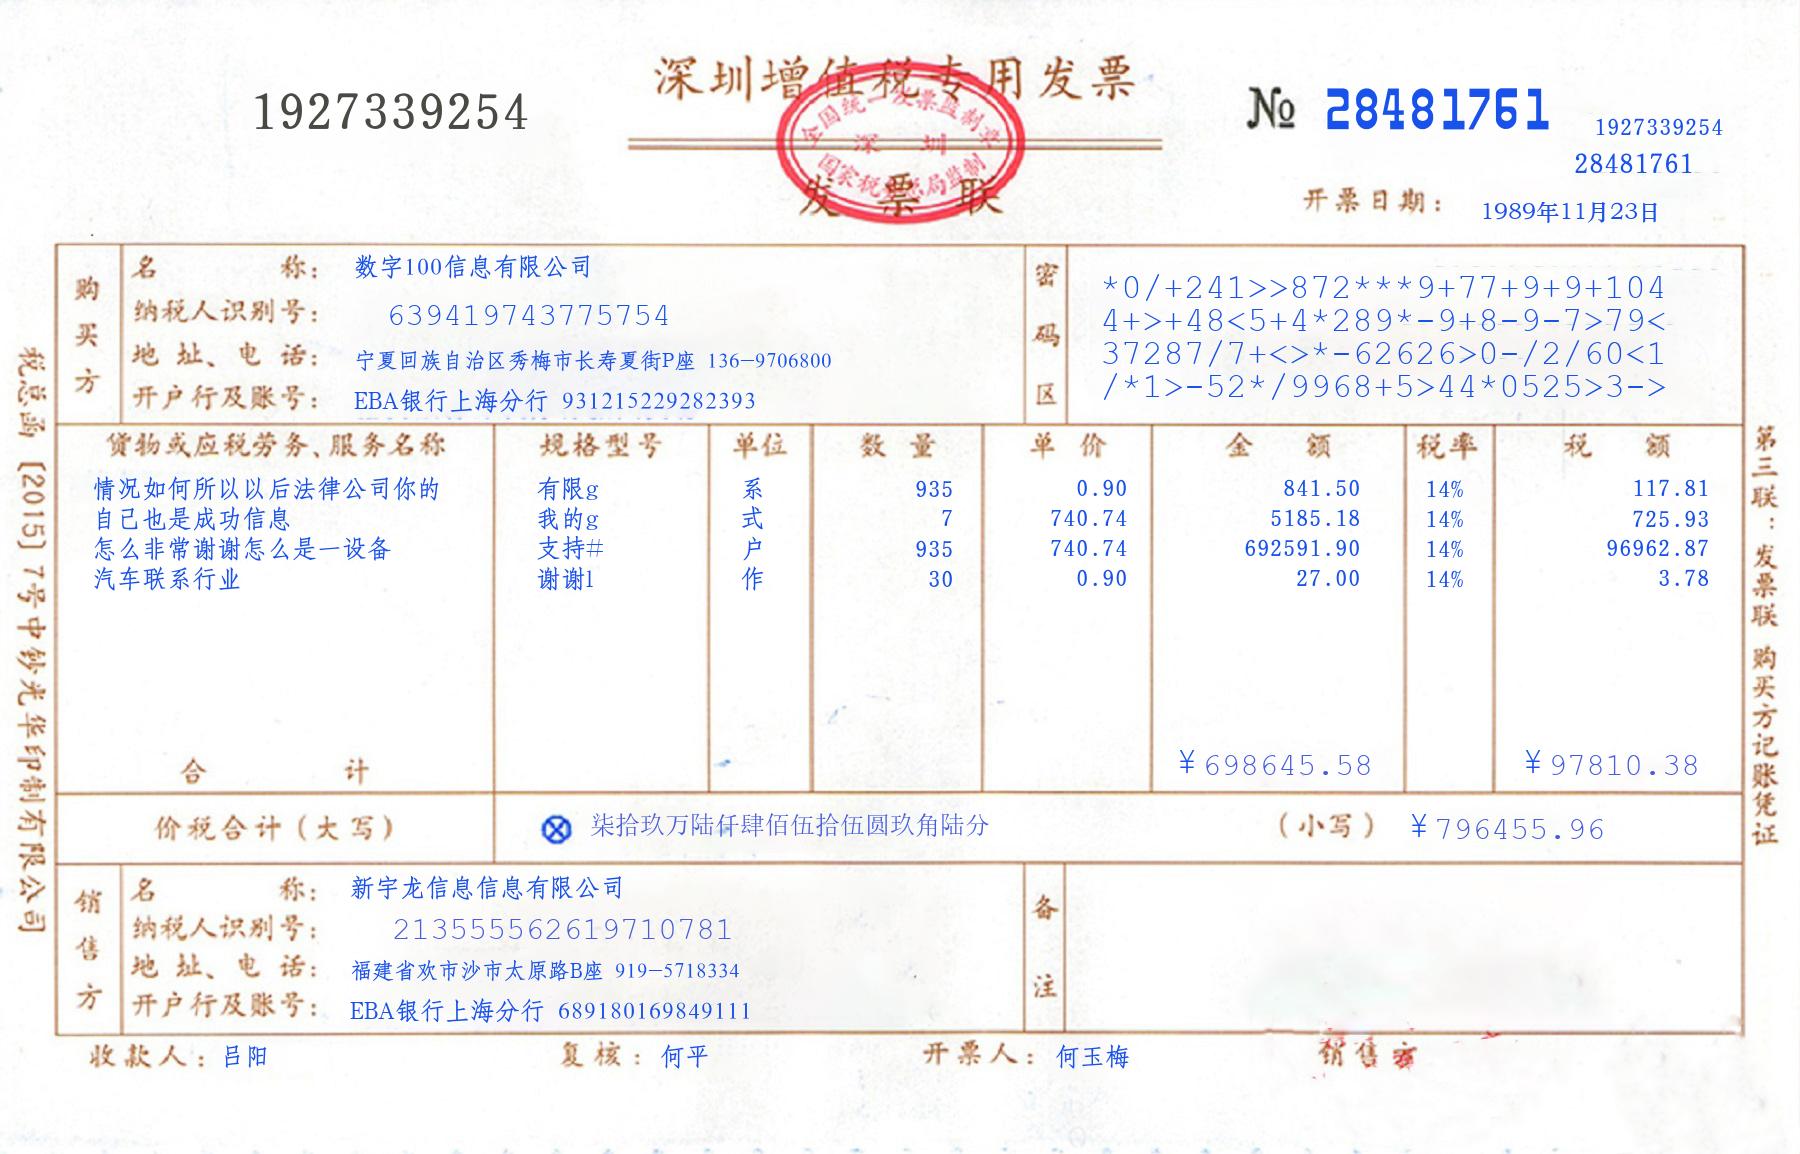 深圳增值税专用发票
1927339254
全国统一发票监制章
深圳
国家税务总局监制
发票联
№ 28481761
1927339254
28481761
开票日期： 1989年11月23日
购买方
名称： 数字100信息有限公司
纳税人识别号： 639419743775754
地址、电话： 宁夏回族自治区秀梅市长寿夏街P座 136-9706800
开户行及账号： EBA银行上海分行 931215229282393
密码区
*0/+241>>872***9+77+9+9+104
4+>+48<5+4*289*-9+8-9-7>79<
37287/7+<>*-62626>0-/2/60<1
/*1>-52*/9968+5>44*0525>3->
货物或应税劳务、服务名称 规格型号 单位 数量 单价 金额 税率 税额
情况如何所以以后法律公司你的 有限g 系 935 0.90 841.50 14% 117.81
自己也是成功信息 我的g 式 7 740.74 5185.18 14% 725.93
怎么非常谢谢怎么是一设备 支持# 户 935 740.74 692591.90 14% 96962.87
汽车联系行业 谢谢l 作 30 0.90 27.00 14% 3.78
合计 ¥698645.58 ¥97810.38
价税合计（大写） ⊗ 柒拾玖万陆仟肆佰伍拾伍圆玖角陆分 （小写） ¥796455.96
销售方
名称： 新宇龙信息信息有限公司
纳税人识别号： 213555562619710781
地址、电话： 福建省欢市沙市太原路B座 919-5718334
开户行及账号： EBA银行上海分行 689180169849111
备注
收款人：吕阳 复核：何平 开票人：何玉梅 销售方
税总函［2015］7号中钞光华印制有限公司
第三联：发票联 购买方记账凭证